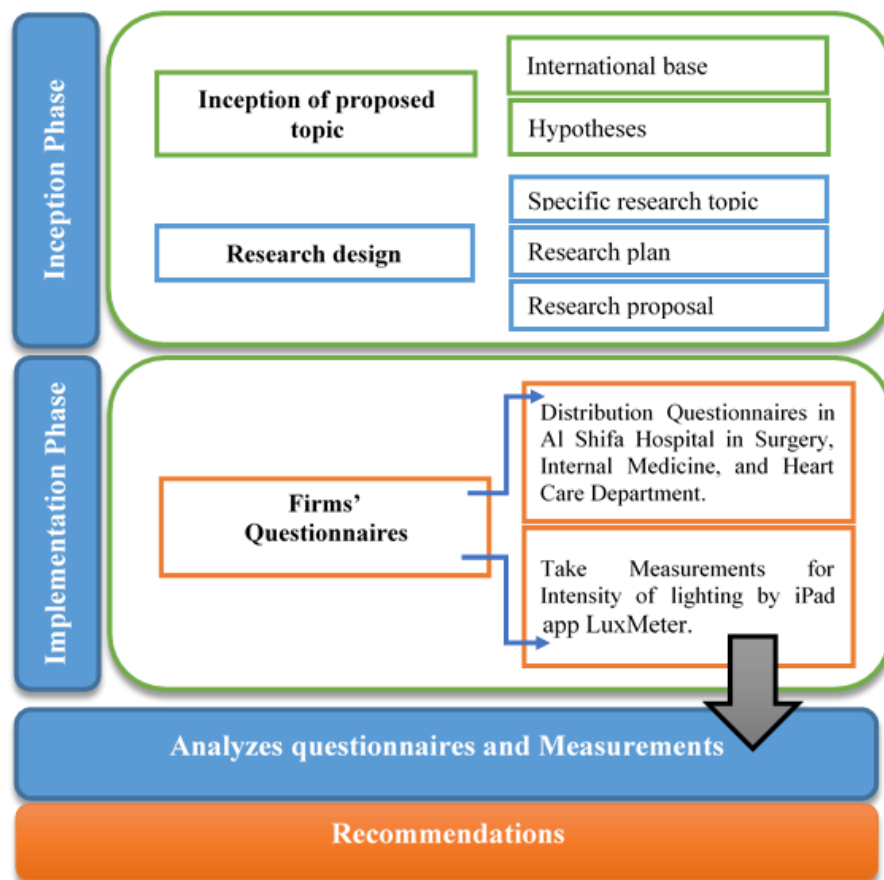 Inception Phase
Inception of proposed
topic
International base
Hypotheses
Research design
Specific research topic
Research plan
Research proposal
Implementation Phase
Firms’
Questionnaires
Distribution Questionnaires in
Al Shifa Hospital in Surgery,
Internal Medicine, and Heart
Care Department.
Take Measurements for
Intensity of lighting by iPad
app LuxMeter.
Analyzes questionnaires and Measurements
Recommendations